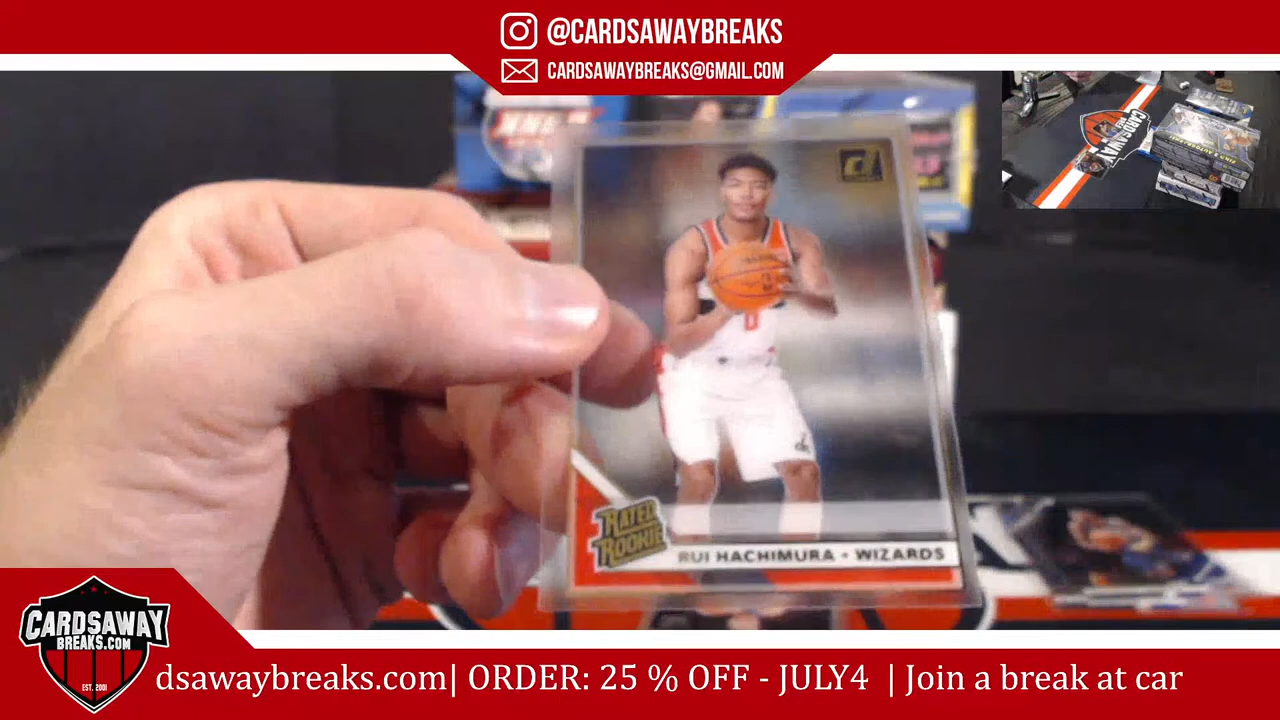 @CARDSAWAYBREAKS
CARDSAWAYBREAKS@GMAIL.COM
CARDSAWAY
RATED
ROOKIE
RUI HACHIMURA • WIZARDS
CARDSAWAY
BREAKS.COM
EST. 2001
dsawaybreaks.com| ORDER: 25 % OFF - JULY4 | Join a break at car